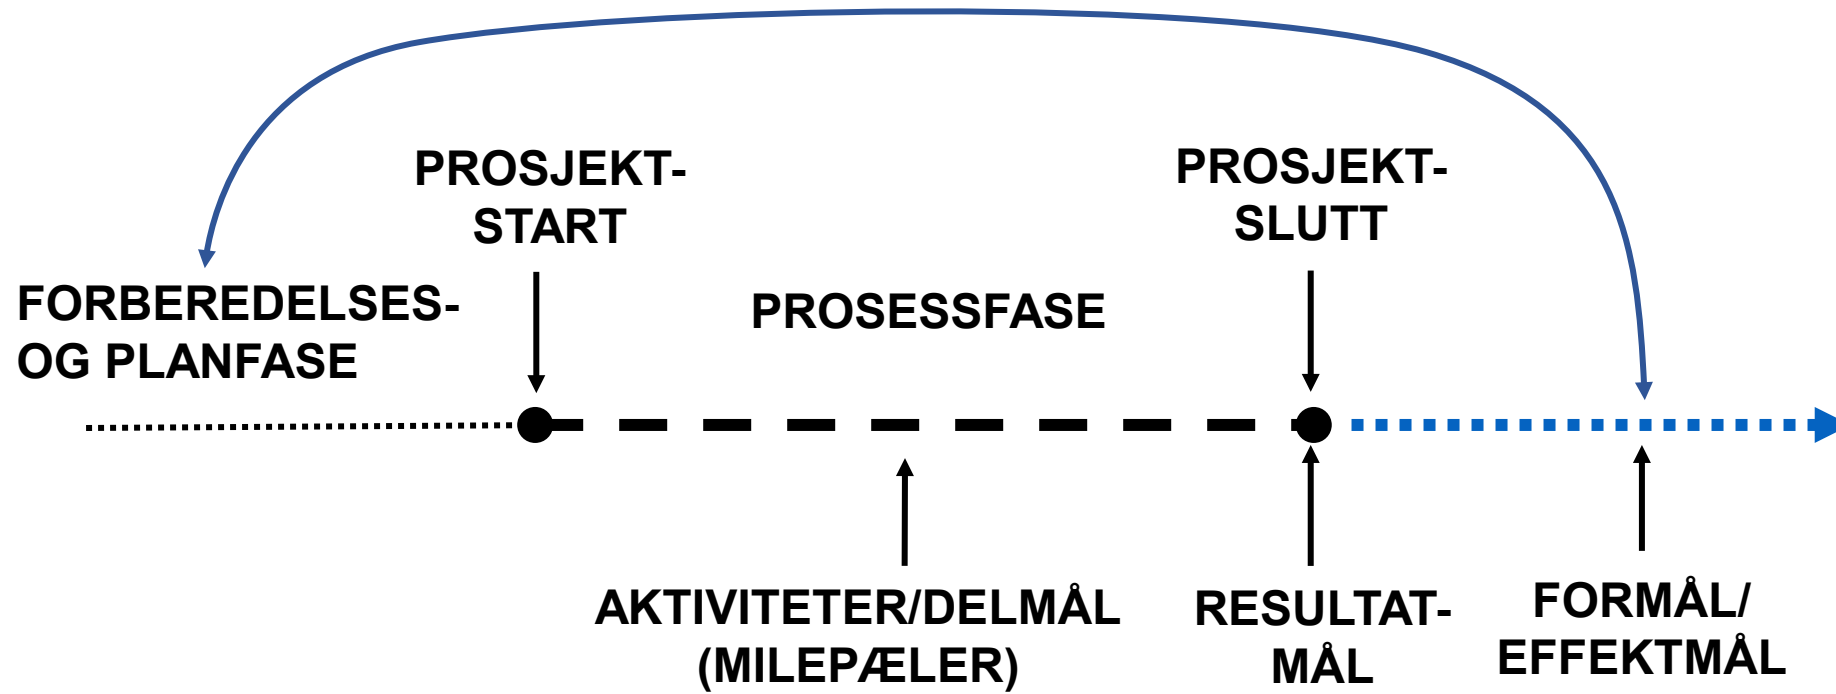 PROSJEKT-
START
PROSJEKT-
SLUTT
FORBEREDELSES-
OG PLANFASE
PROSESSFASE
AKTIVITETER/DELMÅL
(MILEPÆLER)
RESULTAT-
MÅL
FORMÅL/
EFFEKTMÅL